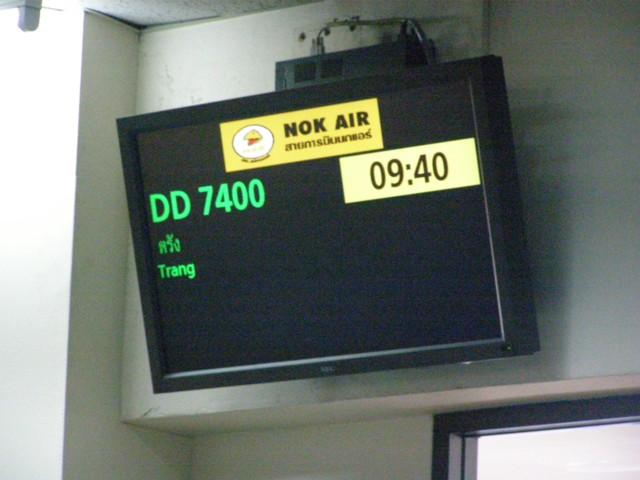 NOK AIR
สายการบินนกแอร์
09:40
DD 7400
ตรัง
Trang
NEC